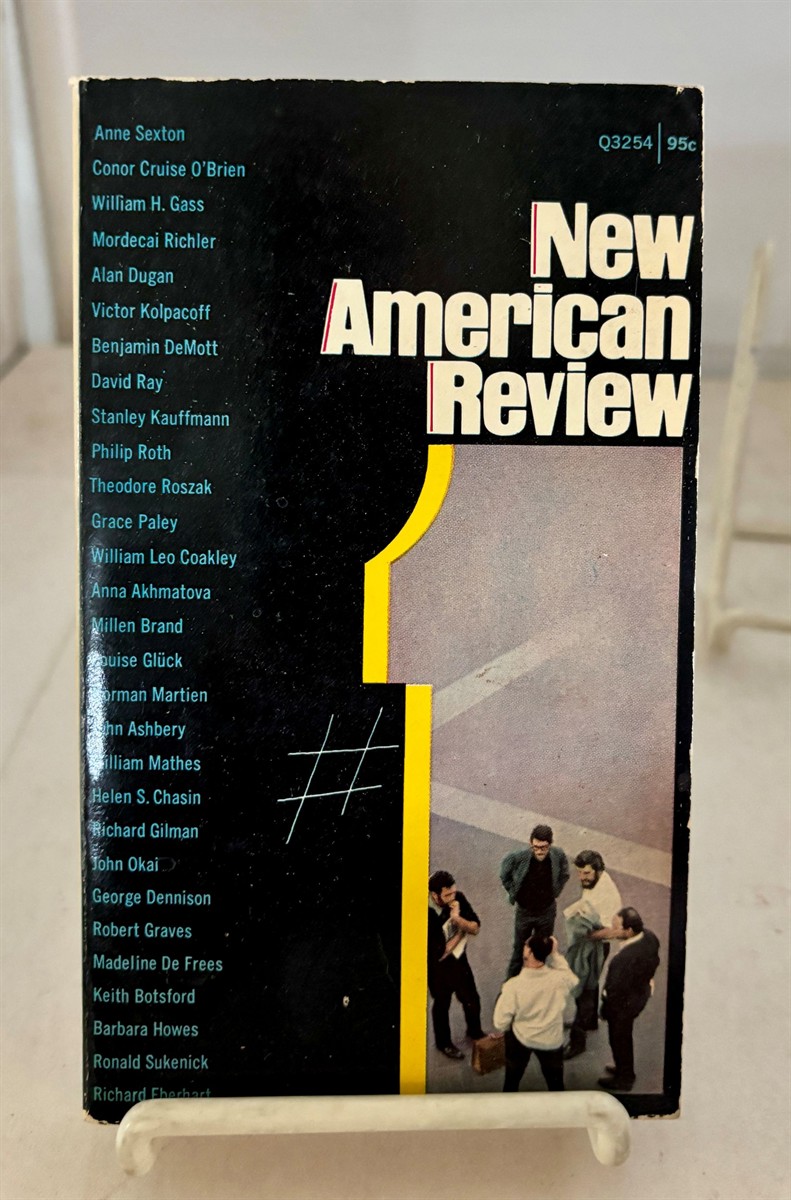 Anne Sexton
Conor Cruise O'Brien
William H. Gass
Mordecai Richler
Alan Dugan
Victor Kolpacoff
Benjamin DeMott
David Ray
Stanley Kauffmann
Philip Roth
Theodore Roszak
Grace Paley
William Leo Coakley
Anna Akhmatova
Millen Brand
Louise Glück
Norman Martien
John Ashbery
William Mathes
Helen S. Chasin
Richard Gilman
John Okai
George Dennison
Robert Graves
Madeline De Frees
Keith Botsford
Barbara Howes
Ronald Sukenick
Richard Eberhart
Q3254 | 95c
New
American
Review
#1